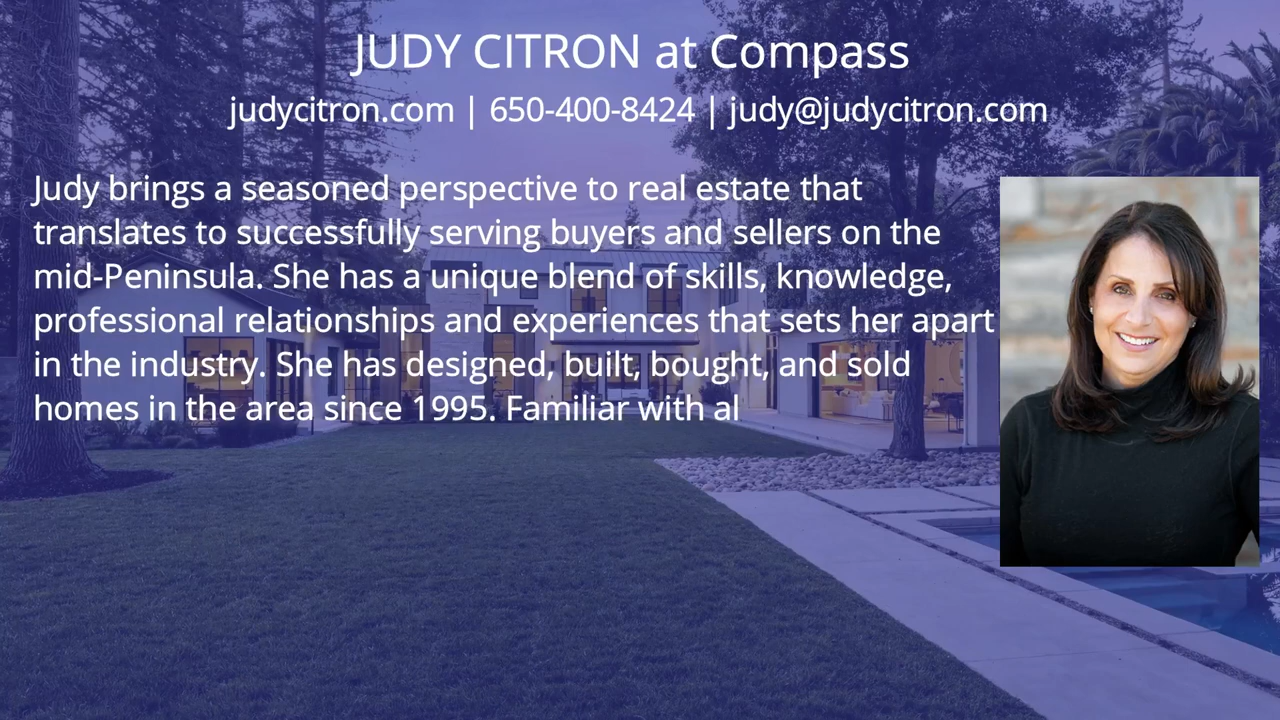 JUDY CITRON at Compass
judycitron.com | 650-400-8424 | judy@judycitron.com
Judy brings a seasoned perspective to real estate that
translates to successfully serving buyers and sellers on the
mid-Peninsula. She has a unique blend of skills, knowledge,
professional relationships and experiences that sets her apart
in the industry. She has designed, built, bought, and sold
homes in the area since 1995. Familiar with al